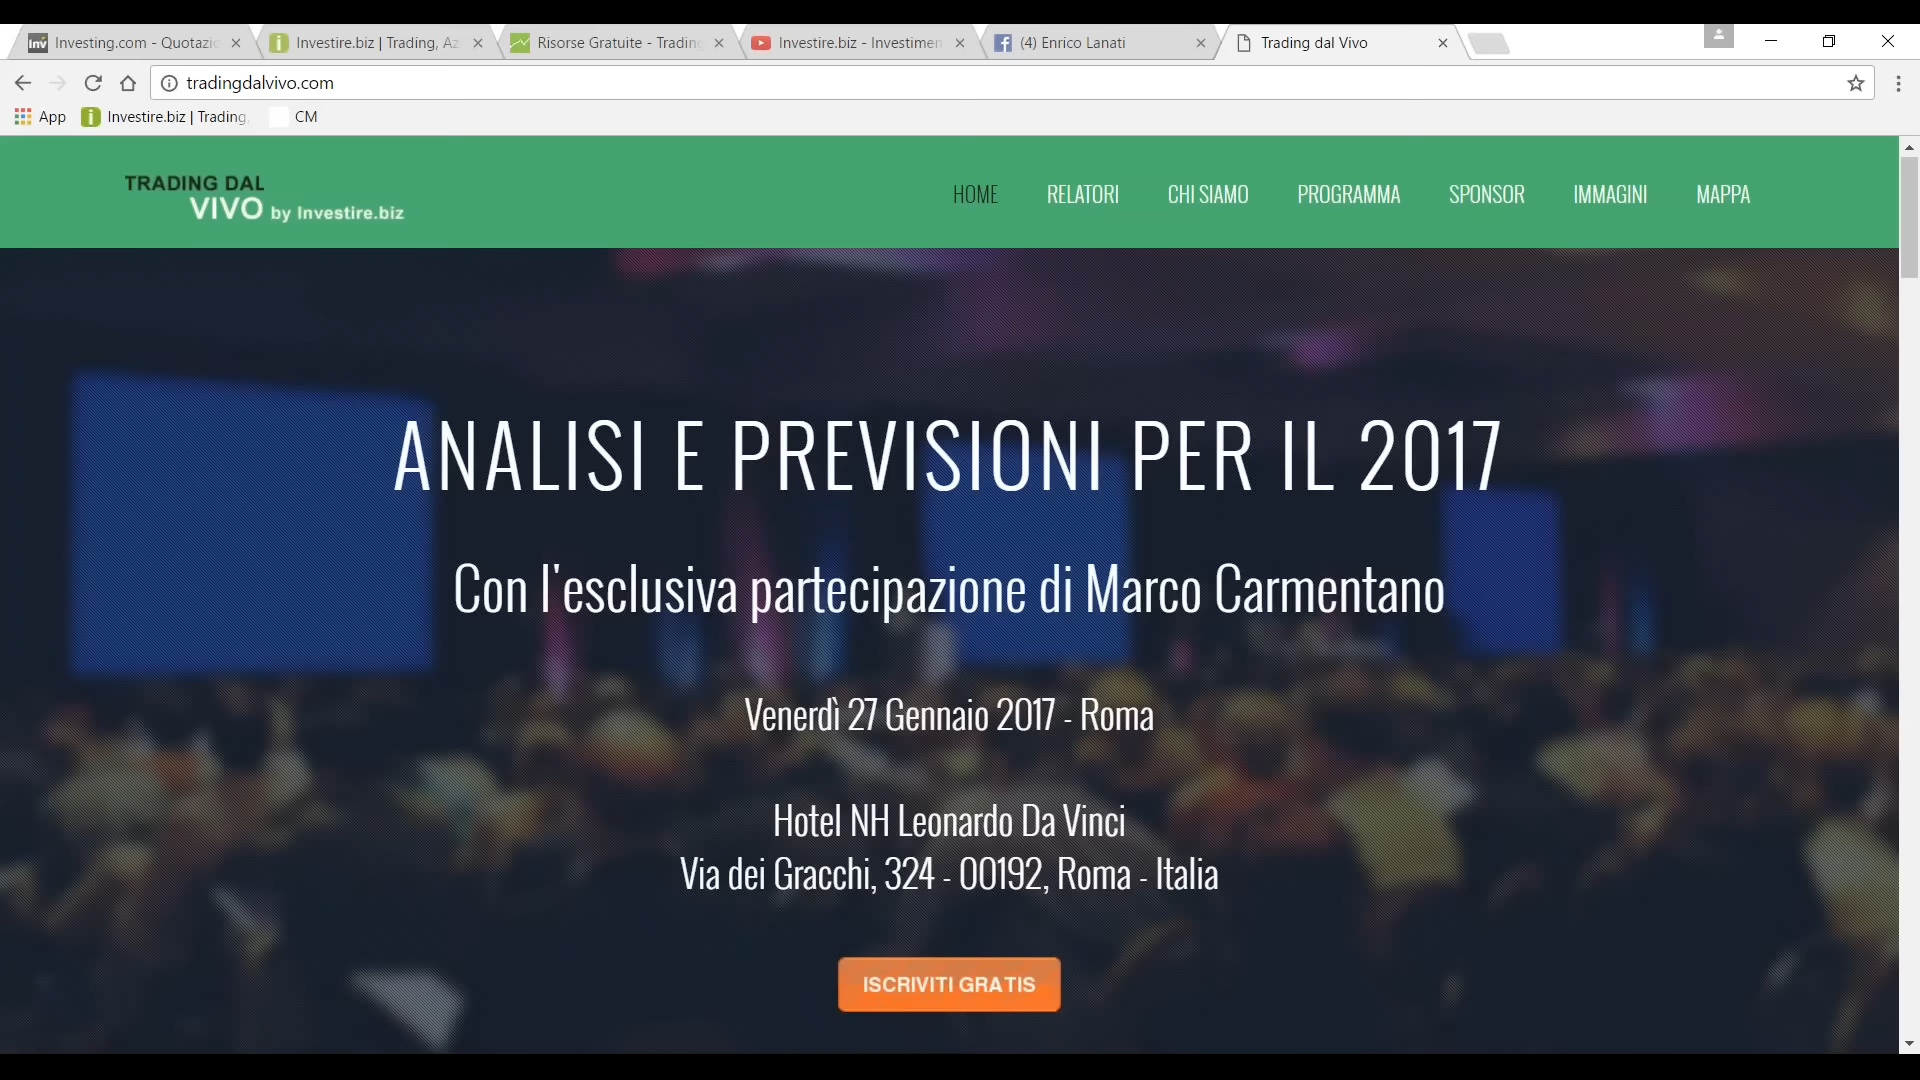 Investing.com - Quotazio
Investire.biz | Trading, Az
Risorse Gratuite - Trading
Investire.biz - Investimen
(4) Enrico Lanati
Trading dal Vivo
tradingdalvivo.com
App
Investire.biz | Trading,
CM
TRADING DAL
VIVO by Investire.biz
HOME
RELATORI
CHI SIAMO
PROGRAMMA
SPONSOR
IMMAGINI
MAPPA
ANALISI E PREVISIONI PER IL 2017
Con l'esclusiva partecipazione di Marco Carmentano
Venerdì 27 Gennaio 2017 - Roma
Hotel NH Leonardo Da Vinci
Via dei Gracchi, 324 - 00192, Roma - Italia
ISCRIVITI GRATIS